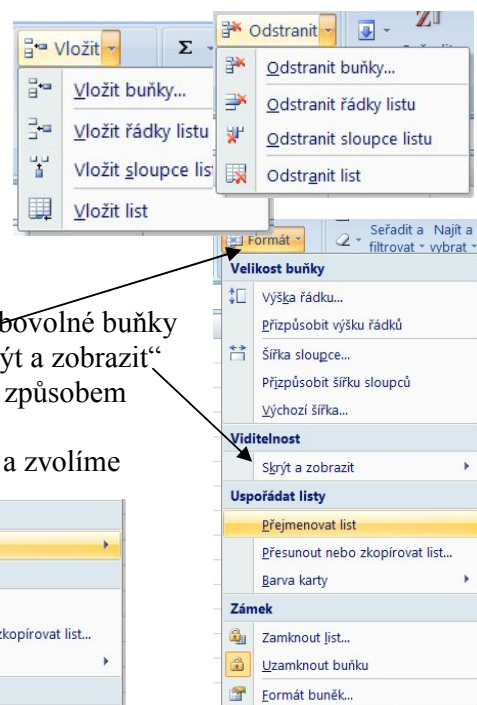 Vložit
Σ
Vložit buňky...
Vložit řádky listu
Vložit sloupce
Vložit list
Odstranit
Odstranit buňky...
Odstranit řádky listu
Odstranit sloupce listu
Odstranit list
Formát
Seřadit a Najít a
filtrovat vybrat
Velikost buňky
Výška řádku...
Přizpůsobit výšku řádků
Šířka sloupce...
Přizpůsobit šířku sloupců
Výchozí šířka...
Viditelnost
Skrýt a zobrazit
Uspořádat listy
Přejmenovat list
Přesunout nebo zkopírovat list...
Barva karty
Zámek
Zamknout list...
Uzamknout buňku
Formát buněk...
bovolné buňky
ýt a zobrazit“
způsobem
a zvolíme
zkopírovat list...